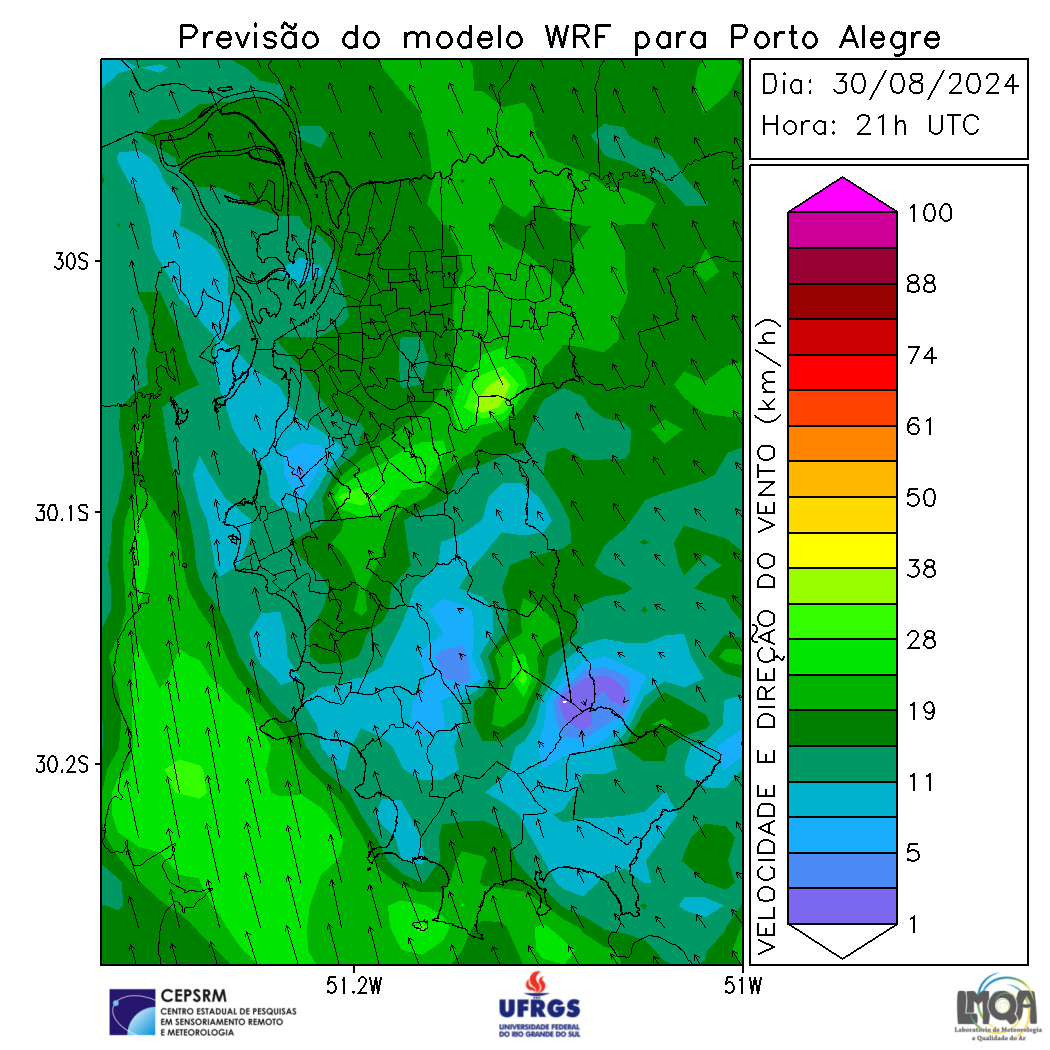 Previsão do modelo WRF para Porto Alegre
Dia: 30/08/2024
Hora: 21h UTC
30S
30.1S
30.2S
51.2W
51W
VELOCIDADE E DIREÇÃO DO VENTO (km/h)
100
88
74
61
50
38
28
19
11
5
1
CEPSRM
CENTRO ESTADUAL DE PESQUISAS
EM SENSORIAMENTO REMOTO
E METEOROLOGIA
UFRGS
UNIVERSIDADE FEDERAL
DO RIO GRANDE DO SUL
LMQA
Laboratório de Meteorologia
e Qualidade do Ar